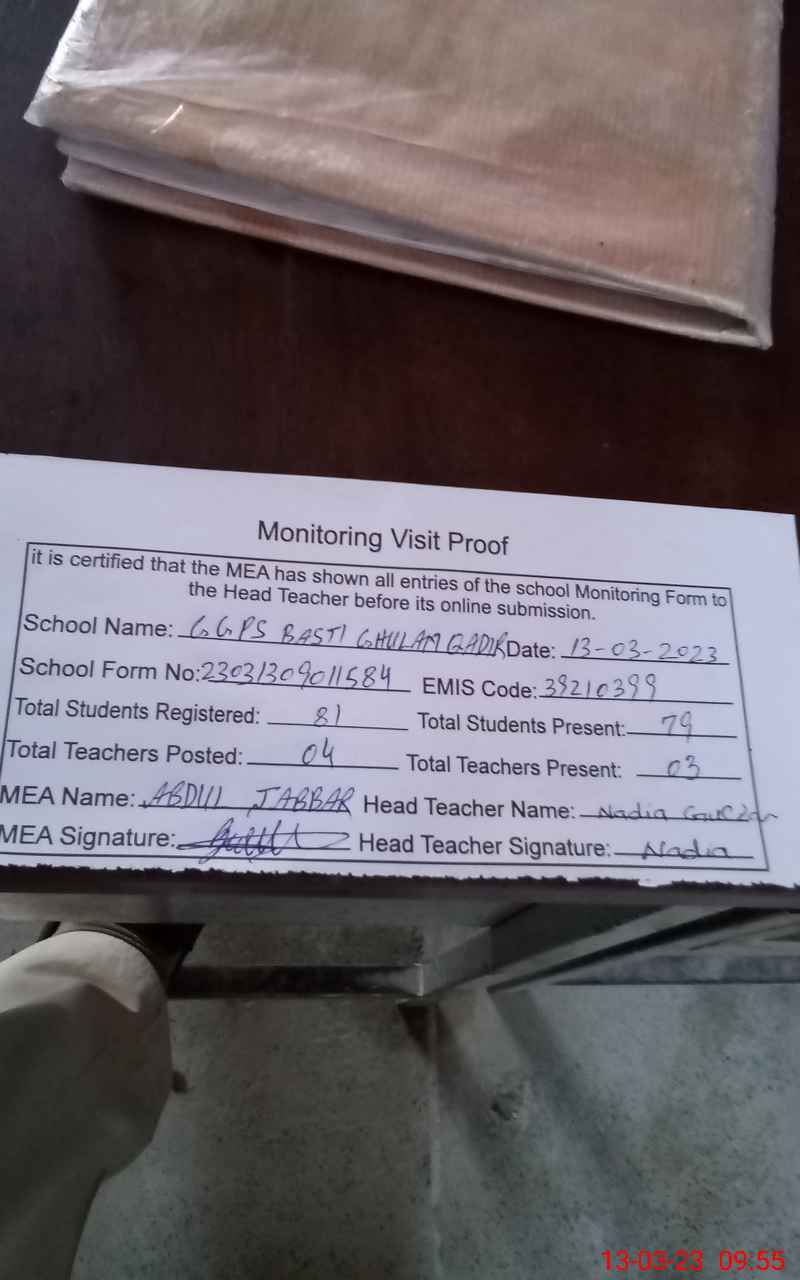 Monitoring Visit Proof
it is certified that the MEA has shown all entries of the school Monitoring Form to
the Head Teacher before its online submission.
School Name: GGPS BASTI GHULAM QADIR Date: 13-03-2023
School Form No: 23031309011584 EMIS Code: 39210399
Total Students Registered: 81 Total Students Present: 79
Total Teachers Posted: 04 Total Teachers Present: 03
MEA Name: ABDUL JABBAR Head Teacher Name: Nadia
MEA Signature: Head Teacher Signature: Nadia
13-03-23 09:55